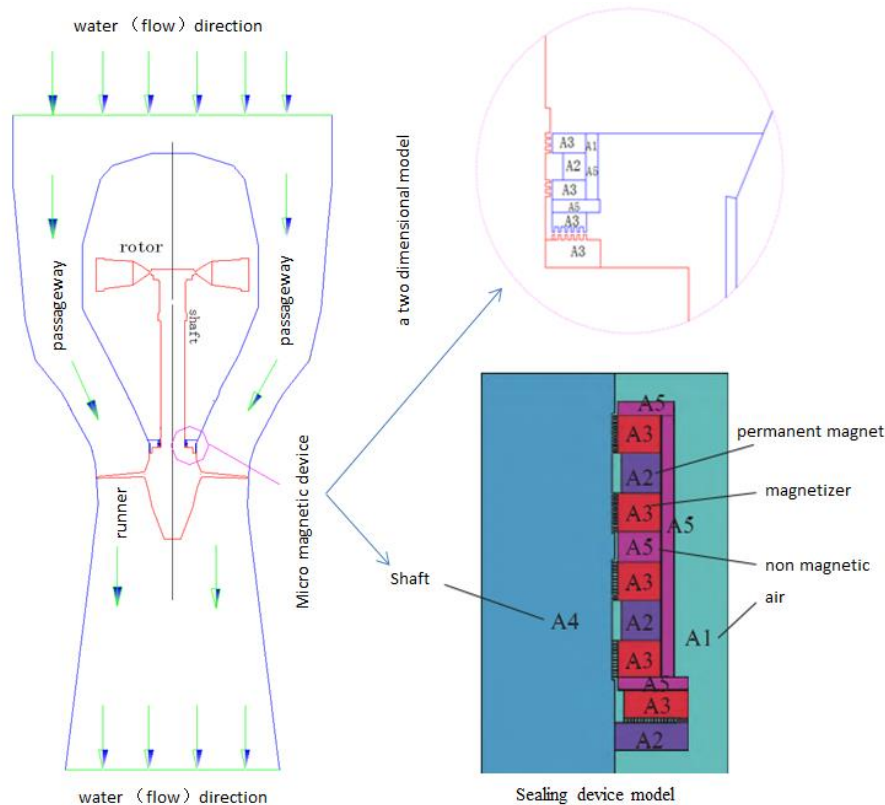 water（flow）direction
rotor
shaft
passageway
passageway
runner
Micro magnetic device
water（flow）direction
a two dimensional model
A3
A1
A2
A5
A3
A5
A3
A3
A5
A3
permanent magnet
A2
magnetizer
A3
A5
A5
non magnetic
A3
air
Shaft
A4
A2
A1
A3
A5
A3
A2
Sealing device model